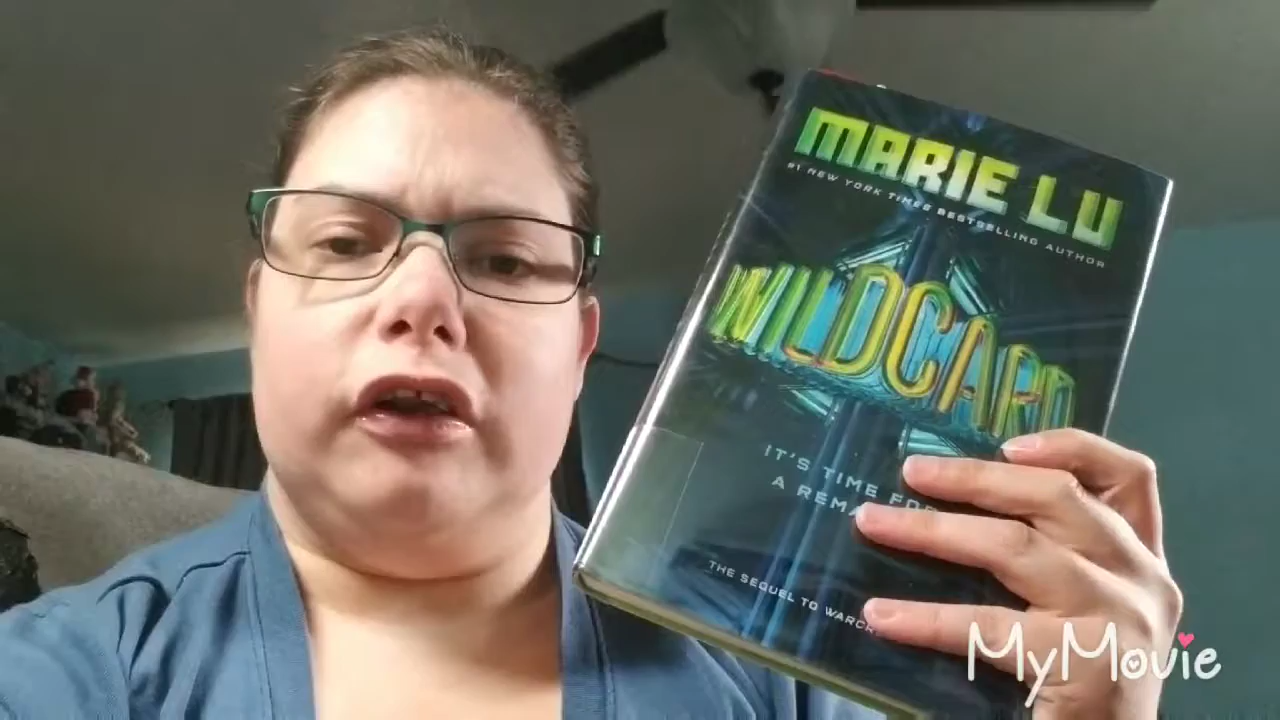 MARIE LU
#1 NEW YORK TIMES BESTSELLING AUTHOR
WILDCARD
IT'S TIME FOR
A REMA
THE SEQUEL TO WARCR
MyMovie